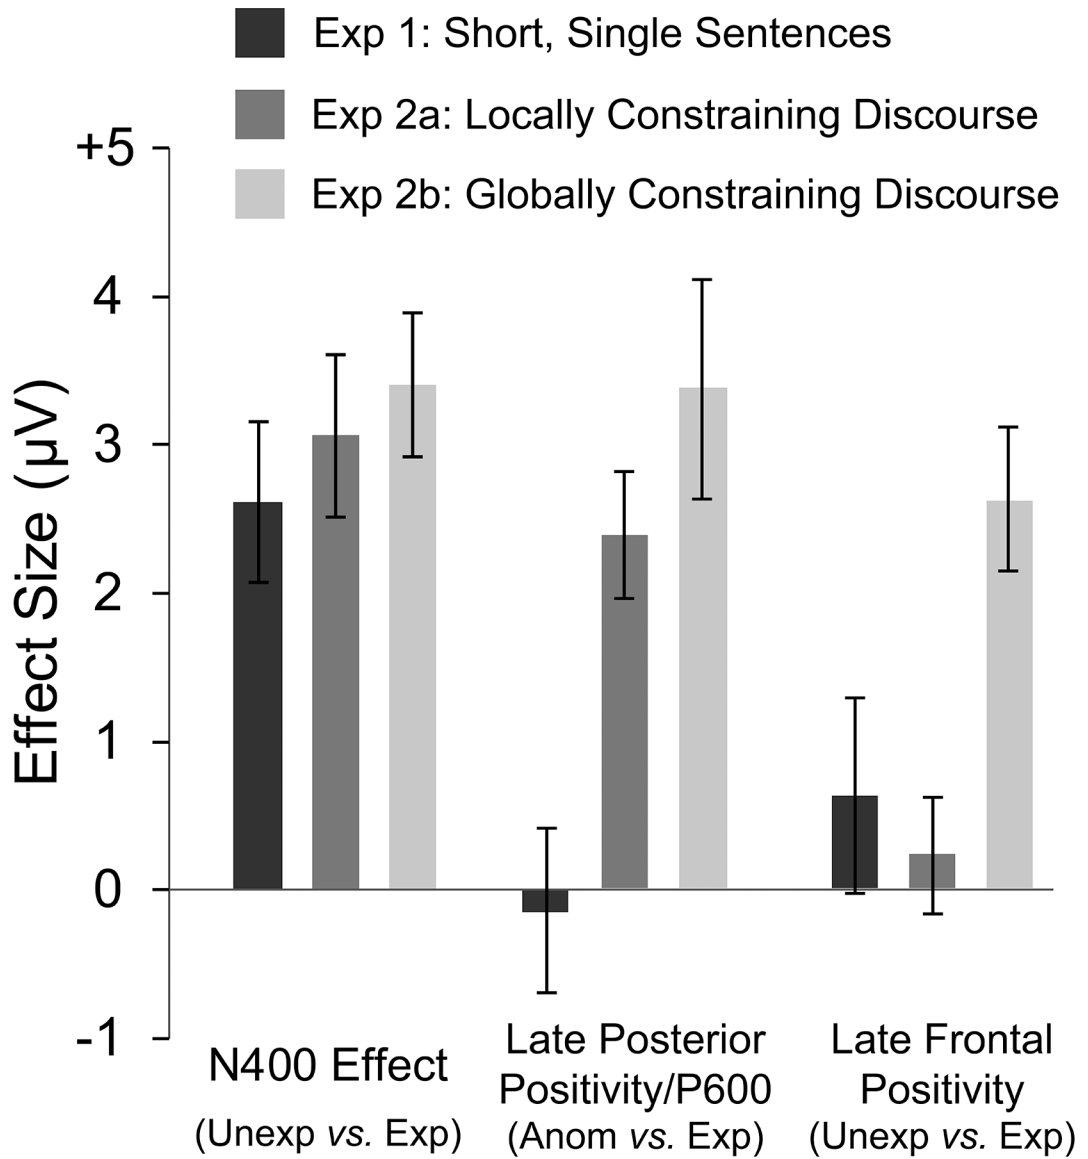 Exp 1: Short, Single Sentences
Exp 2a: Locally Constraining Discourse
Exp 2b: Globally Constraining Discourse
+5
4
3
2
1
0
-1
Effect Size (µV)
N400 Effect
(Unexp vs. Exp)
Late Posterior
Positivity/P600
(Anom vs. Exp)
Late Frontal
Positivity
(Unexp vs. Exp)